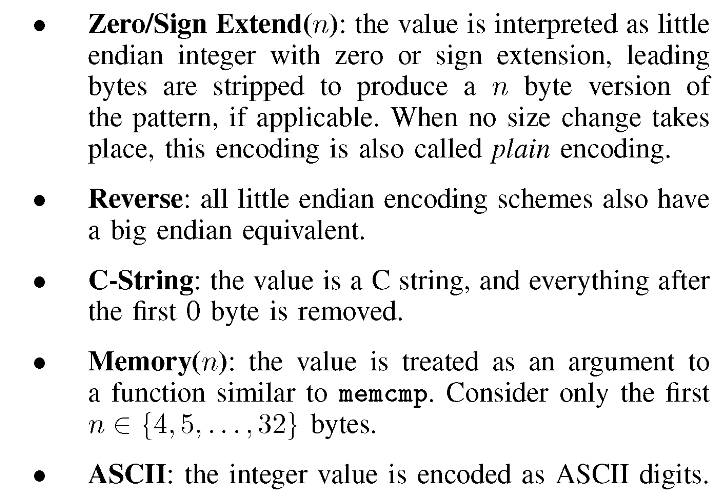 • Zero/Sign Extend(n): the value is interpreted as little
endian integer with zero or sign extension, leading
bytes are stripped to produce a n byte version of
the pattern, if applicable. When no size change takes
place, this encoding is also called plain encoding.
• Reverse: all little endian encoding schemes also have
a big endian equivalent.
• C-String: the value is a C string, and everything after
the first 0 byte is removed.
• Memory(n): the value is treated as an argument to
a function similar to memcmp. Consider only the first
n ∈ {4, 5, . . . , 32} bytes.
• ASCII: the integer value is encoded as ASCII digits.